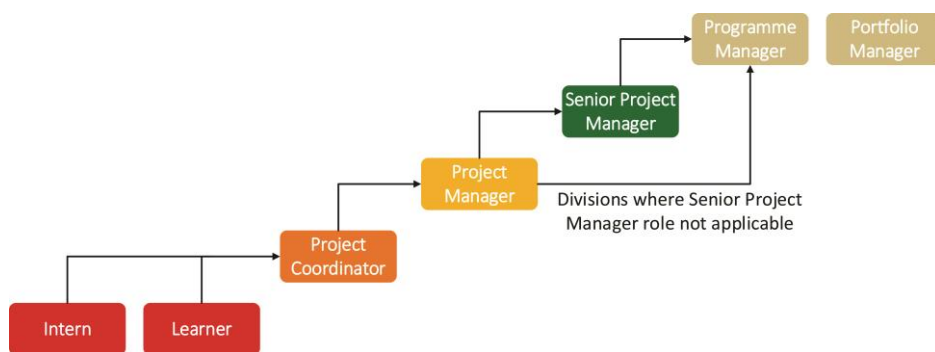 Programme
Manager
Portfolio
Manager
Senior Project
Manager
Project
Manager
Divisions where Senior Project
Manager role not applicable
Project
Coordinator
Intern
Learner